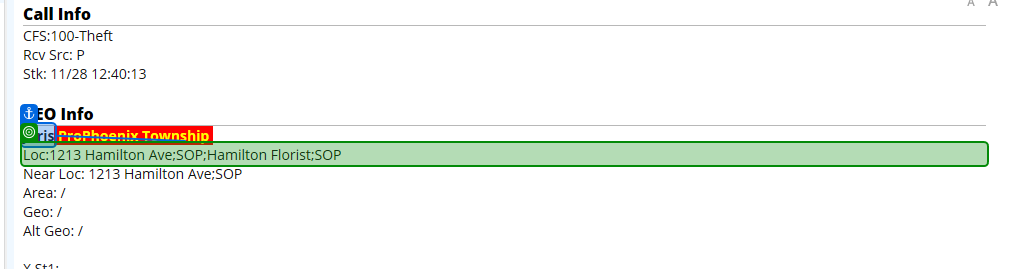 A A
Call Info
CFS:100-Theft
Rcv Src: P
Stk: 11/28 12:40:13
EO Info
ris ProPhoenix Township
Loc:1213 Hamilton Ave;SOP;Hamilton Florist;SOP
Near Loc: 1213 Hamilton Ave;SOP
Area: /
Geo: /
Alt Geo: /
X St1: